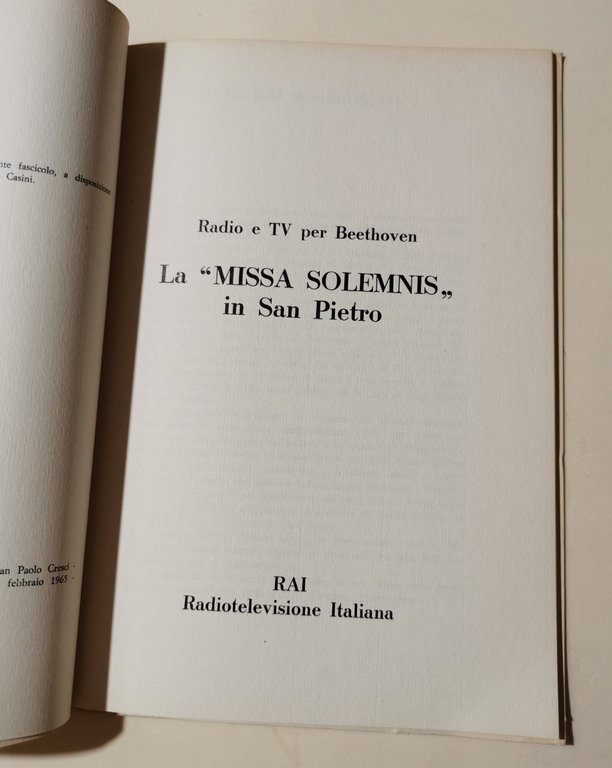 nte fascicolo, a disposizione
Casini.
an Paolo Cresci -
febbraio 1965 -
Radio e TV per Beethoven
La “MISSA SOLEMNIS„
in San Pietro
RAI
Radiotelevisione Italiana